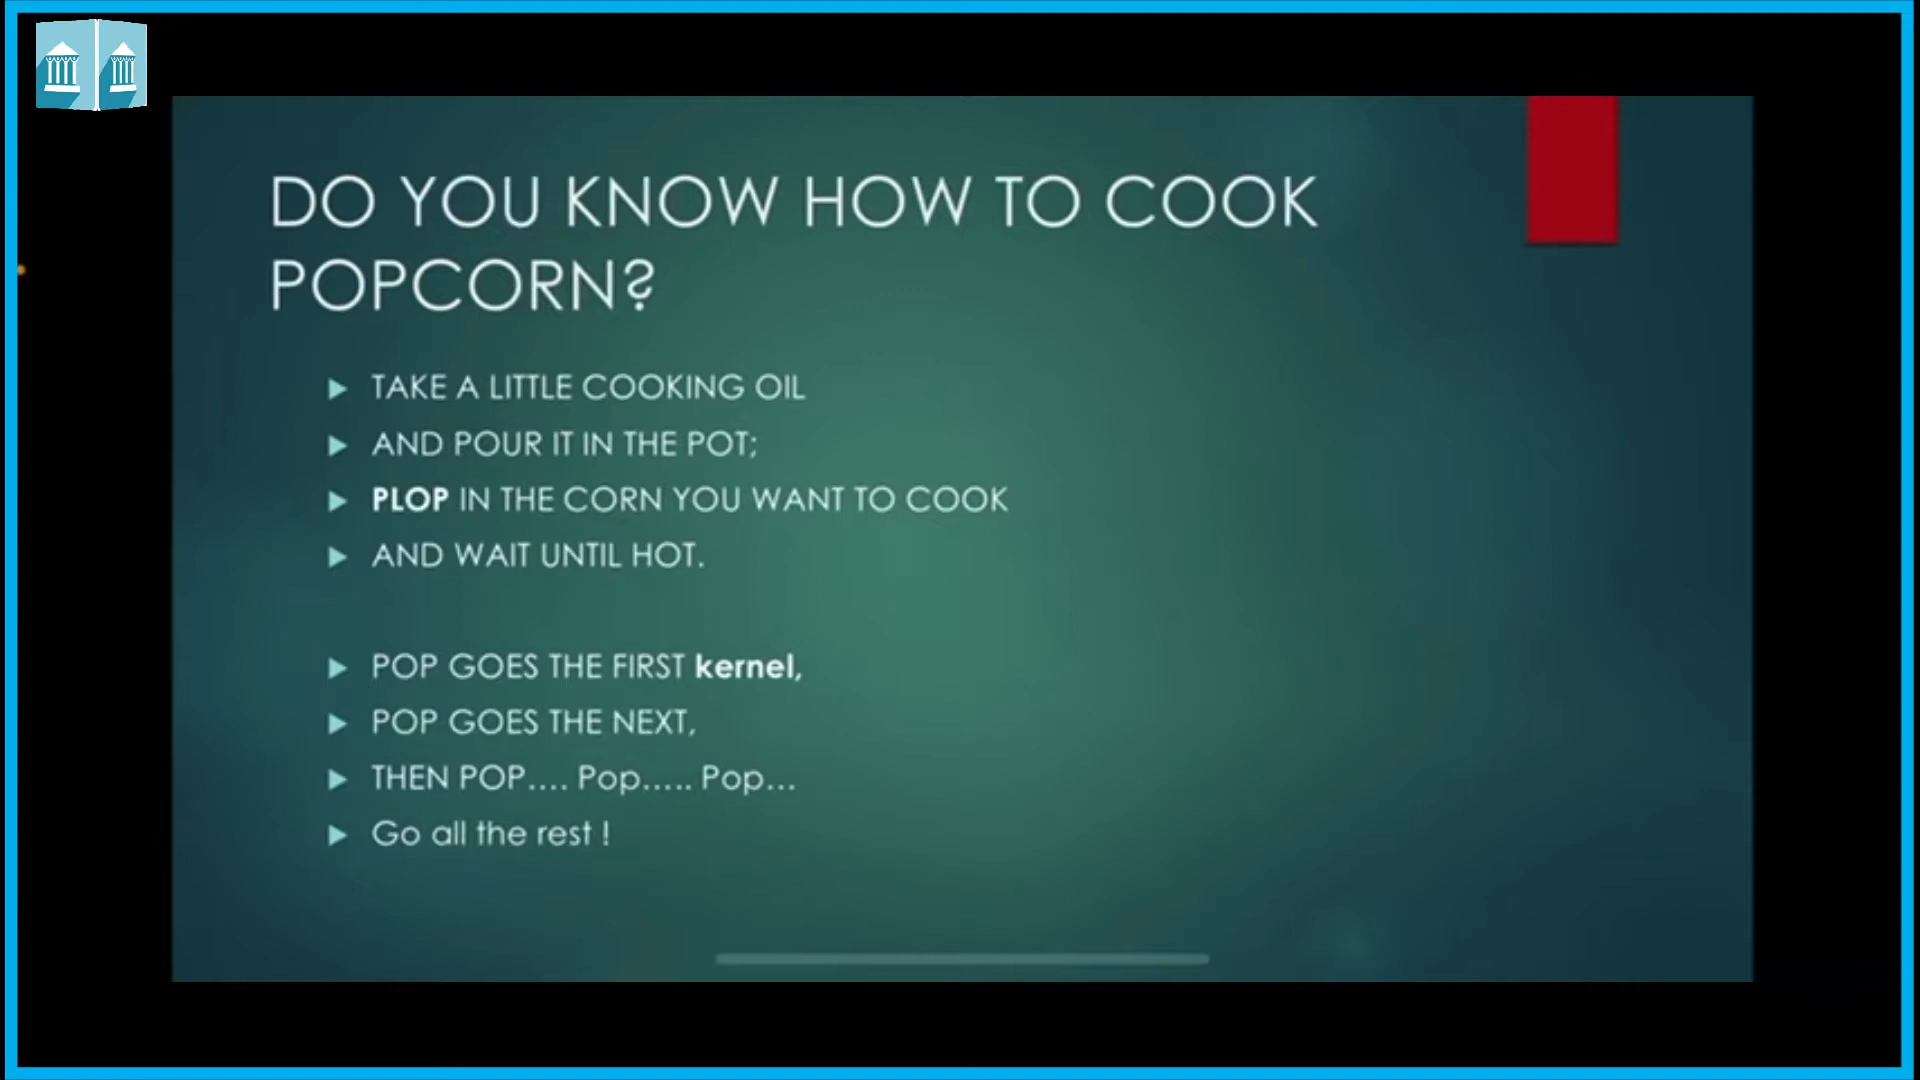 DO YOU KNOW HOW TO COOK
POPCORN?
TAKE A LITTLE COOKING OIL
AND POUR IT IN THE POT;
PLOP IN THE CORN YOU WANT TO COOK
AND WAIT UNTIL HOT.
POP GOES THE FIRST kernel,
POP GOES THE NEXT,
THEN POP.... Pop..... Pop...
Go all the rest !